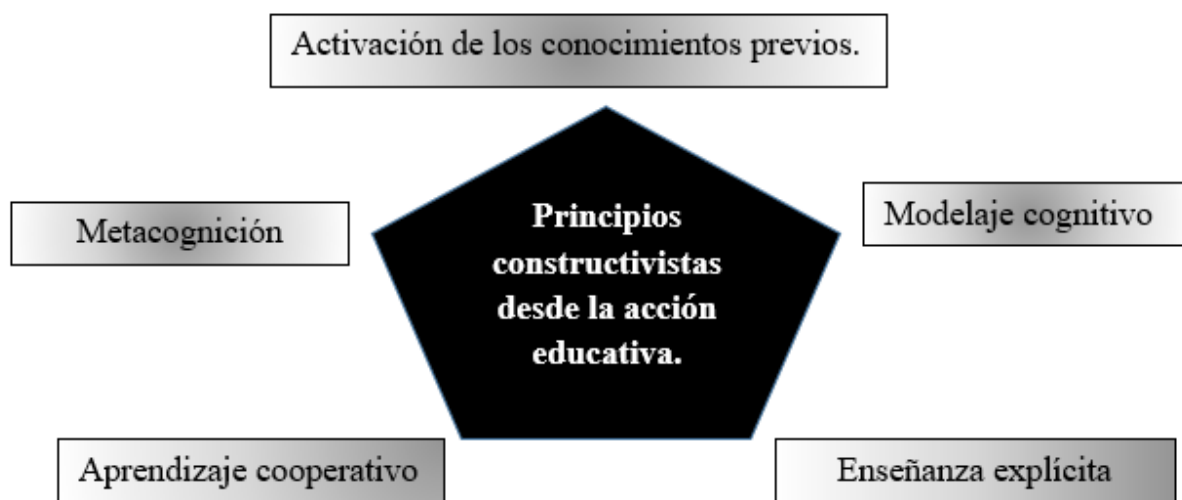 Activación de los conocimientos previos.
Metacognición
Modelaje cognitivo
Principios
constructivistas
desde la acción
educativa.
Aprendizaje cooperativo
Enseñanza explícita